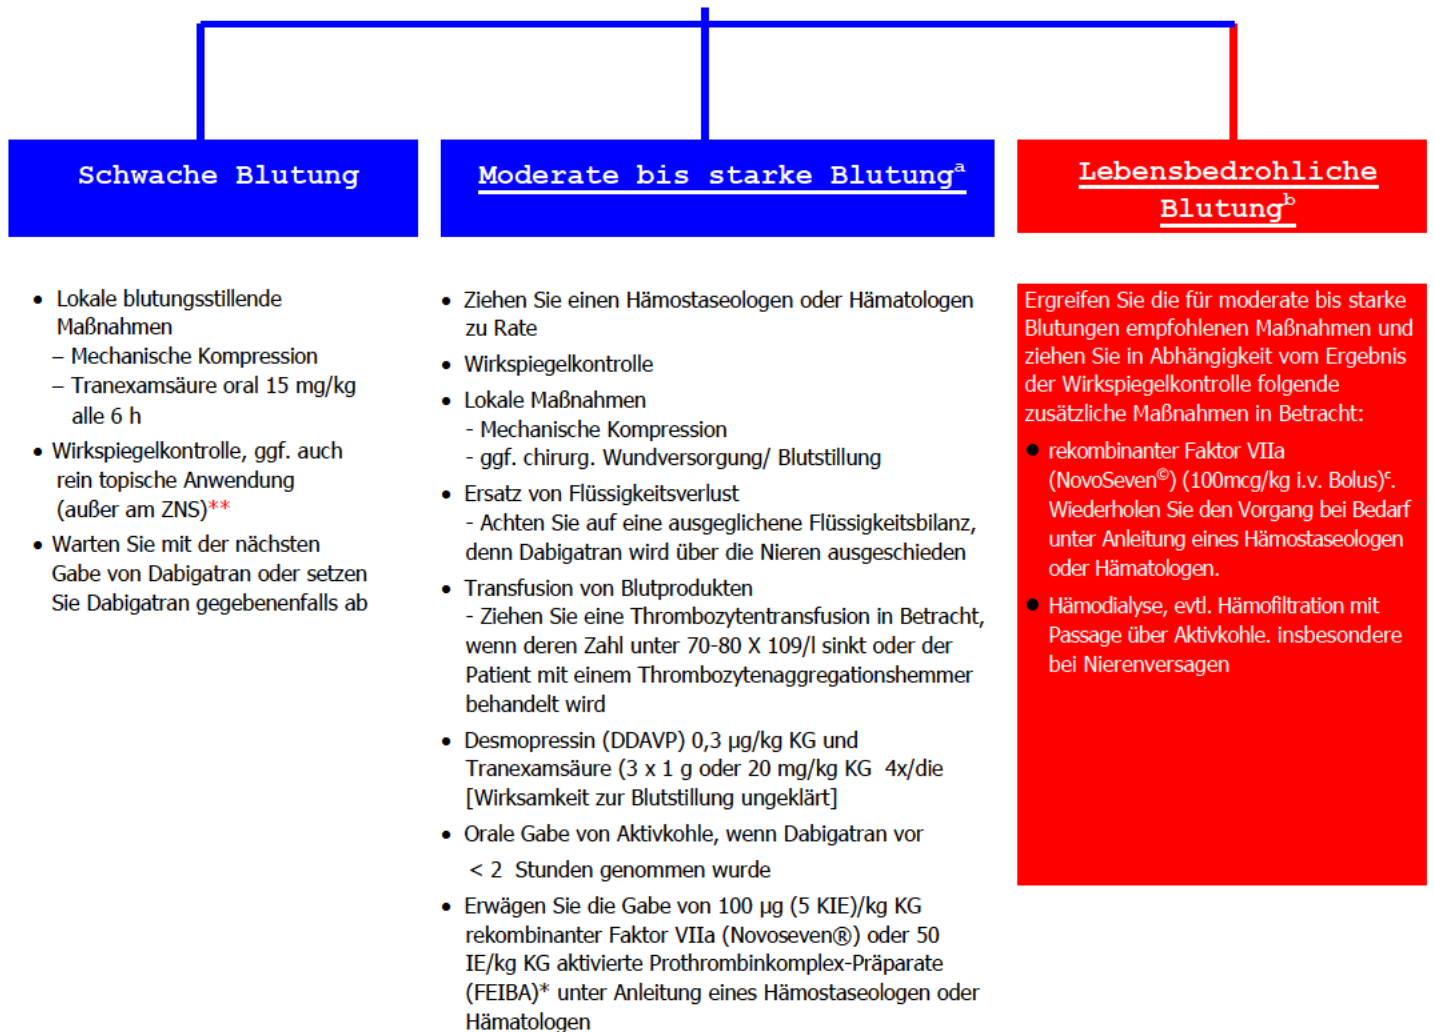 Schwache Blutung
Moderate bis starke Blutungᵃ
Lebensbedrohliche
Blutungᵇ
• Lokale blutungsstillende
Maßnahmen
– Mechanische Kompression
– Tranexamsäure oral 15 mg/kg
alle 6 h
• Wirkspiegelkontrolle, ggf. auch
rein topische Anwendung
(außer am ZNS)**
• Warten Sie mit der nächsten
Gabe von Dabigatran oder setzen
Sie Dabigatran gegebenenfalls ab
• Ziehen Sie einen Hämostaseologen oder Hämatologen
zu Rate
• Wirkspiegelkontrolle
• Lokale Maßnahmen
- Mechanische Kompression
- ggf. chirurg. Wundversorgung/ Blutstillung
• Ersatz von Flüssigkeitsverlust
- Achten Sie auf eine ausgeglichene Flüssigkeitsbilanz,
denn Dabigatran wird über die Nieren ausgeschieden
• Transfusion von Blutprodukten
- Ziehen Sie eine Thrombozytentransfusion in Betracht,
wenn deren Zahl unter 70-80 X 109/l sinkt oder der
Patient mit einem Thrombozytenaggregationshemmer
behandelt wird
• Desmopressin (DDAVP) 0,3 µg/kg KG und
Tranexamsäure (3 x 1 g oder 20 mg/kg KG 4x/die
[Wirksamkeit zur Blutstillung ungeklärt]
• Orale Gabe von Aktivkohle, wenn Dabigatran vor
< 2 Stunden genommen wurde
• Erwägen Sie die Gabe von 100 µg (5 KIE)/kg KG
rekombinanter Faktor VIIa (Novoseven®) oder 50
IE/kg KG aktivierte Prothrombinkomplex-Präparate
(FEIBA)* unter Anleitung eines Hämostaseologen oder
Hämatologen
Ergreifen Sie die für moderate bis starke
Blutungen empfohlenen Maßnahmen und
ziehen Sie in Abhängigkeit vom Ergebnis
der Wirkspiegelkontrolle folgende
zusätzliche Maßnahmen in Betracht:
• rekombinanter Faktor VIIa
(NovoSeven©) (100mcg/kg i.v. Bolus)ᶜ.
Wiederholen Sie den Vorgang bei Bedarf
unter Anleitung eines Hämostaseologen
oder Hämatologen.
• Hämodialyse, evtl. Hämofiltration mit
Passage über Aktivkohle. insbesondere
bei Nierenversagen